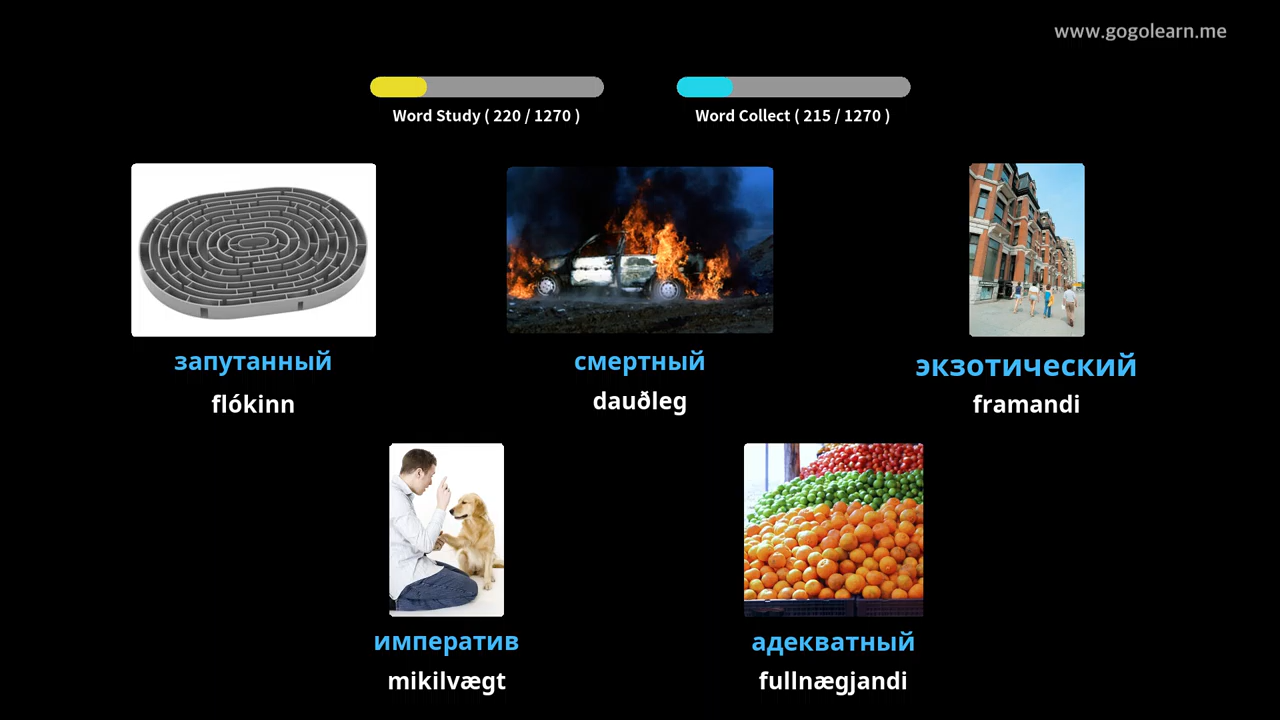 www.gogolearn.me
Word Study ( 220 / 1270 )
Word Collect ( 215 / 1270 )
запутанный
flókinn
смертный
dauðleg
экзотический
framandi
императив
mikilvægt
адекватный
fullnægjandi